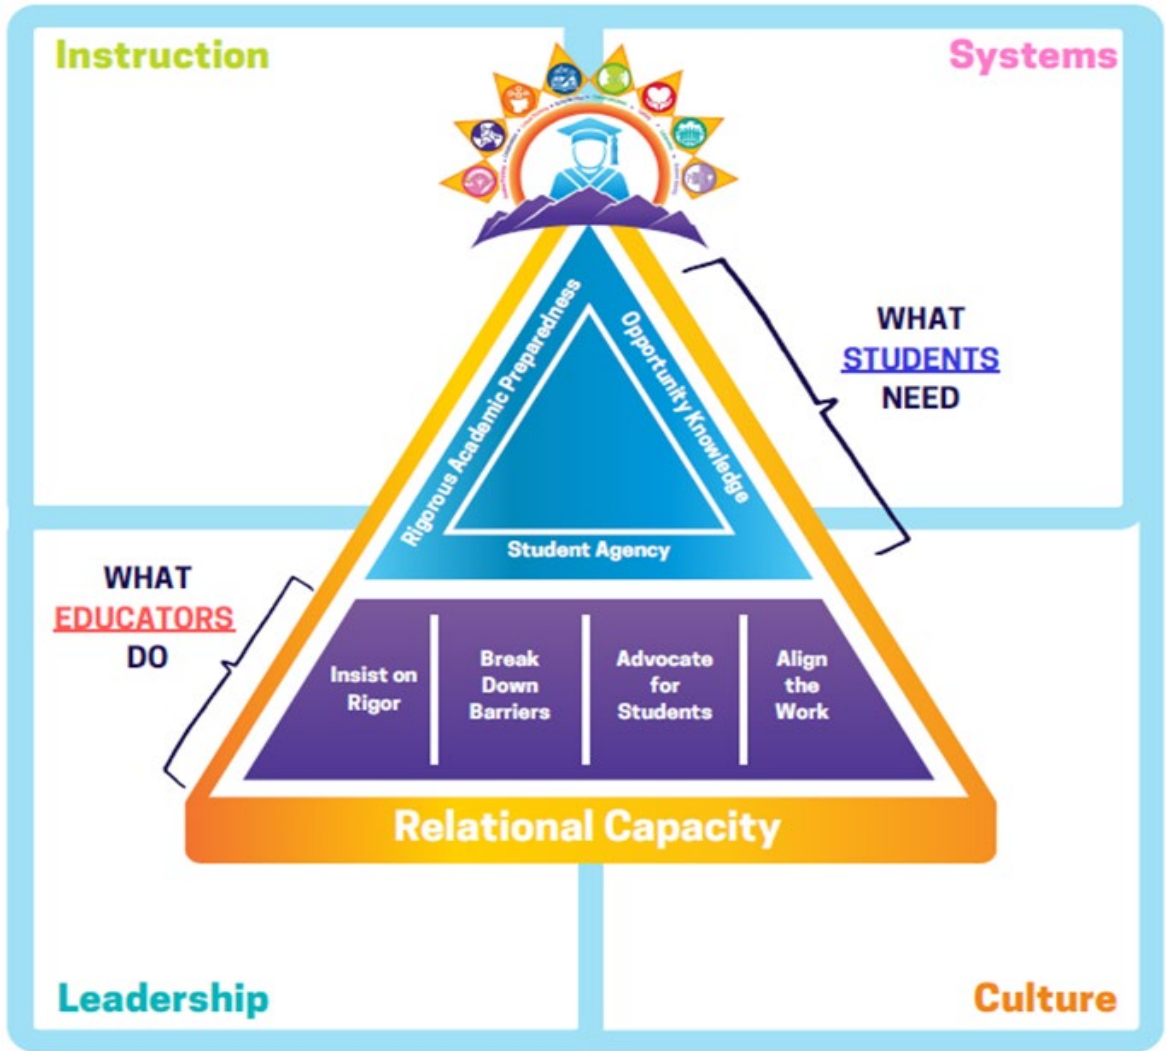 Instruction
Systems
WHAT
STUDENTS
NEED
Rigorous Academic Preparedness
Opportunity Knowledge
Student Agency
WHAT
EDUCATORS
DO
Insist on
Rigor
Break
Down
Barriers
Advocate
for
Students
Align
the
Work
Relational Capacity
Leadership
Culture